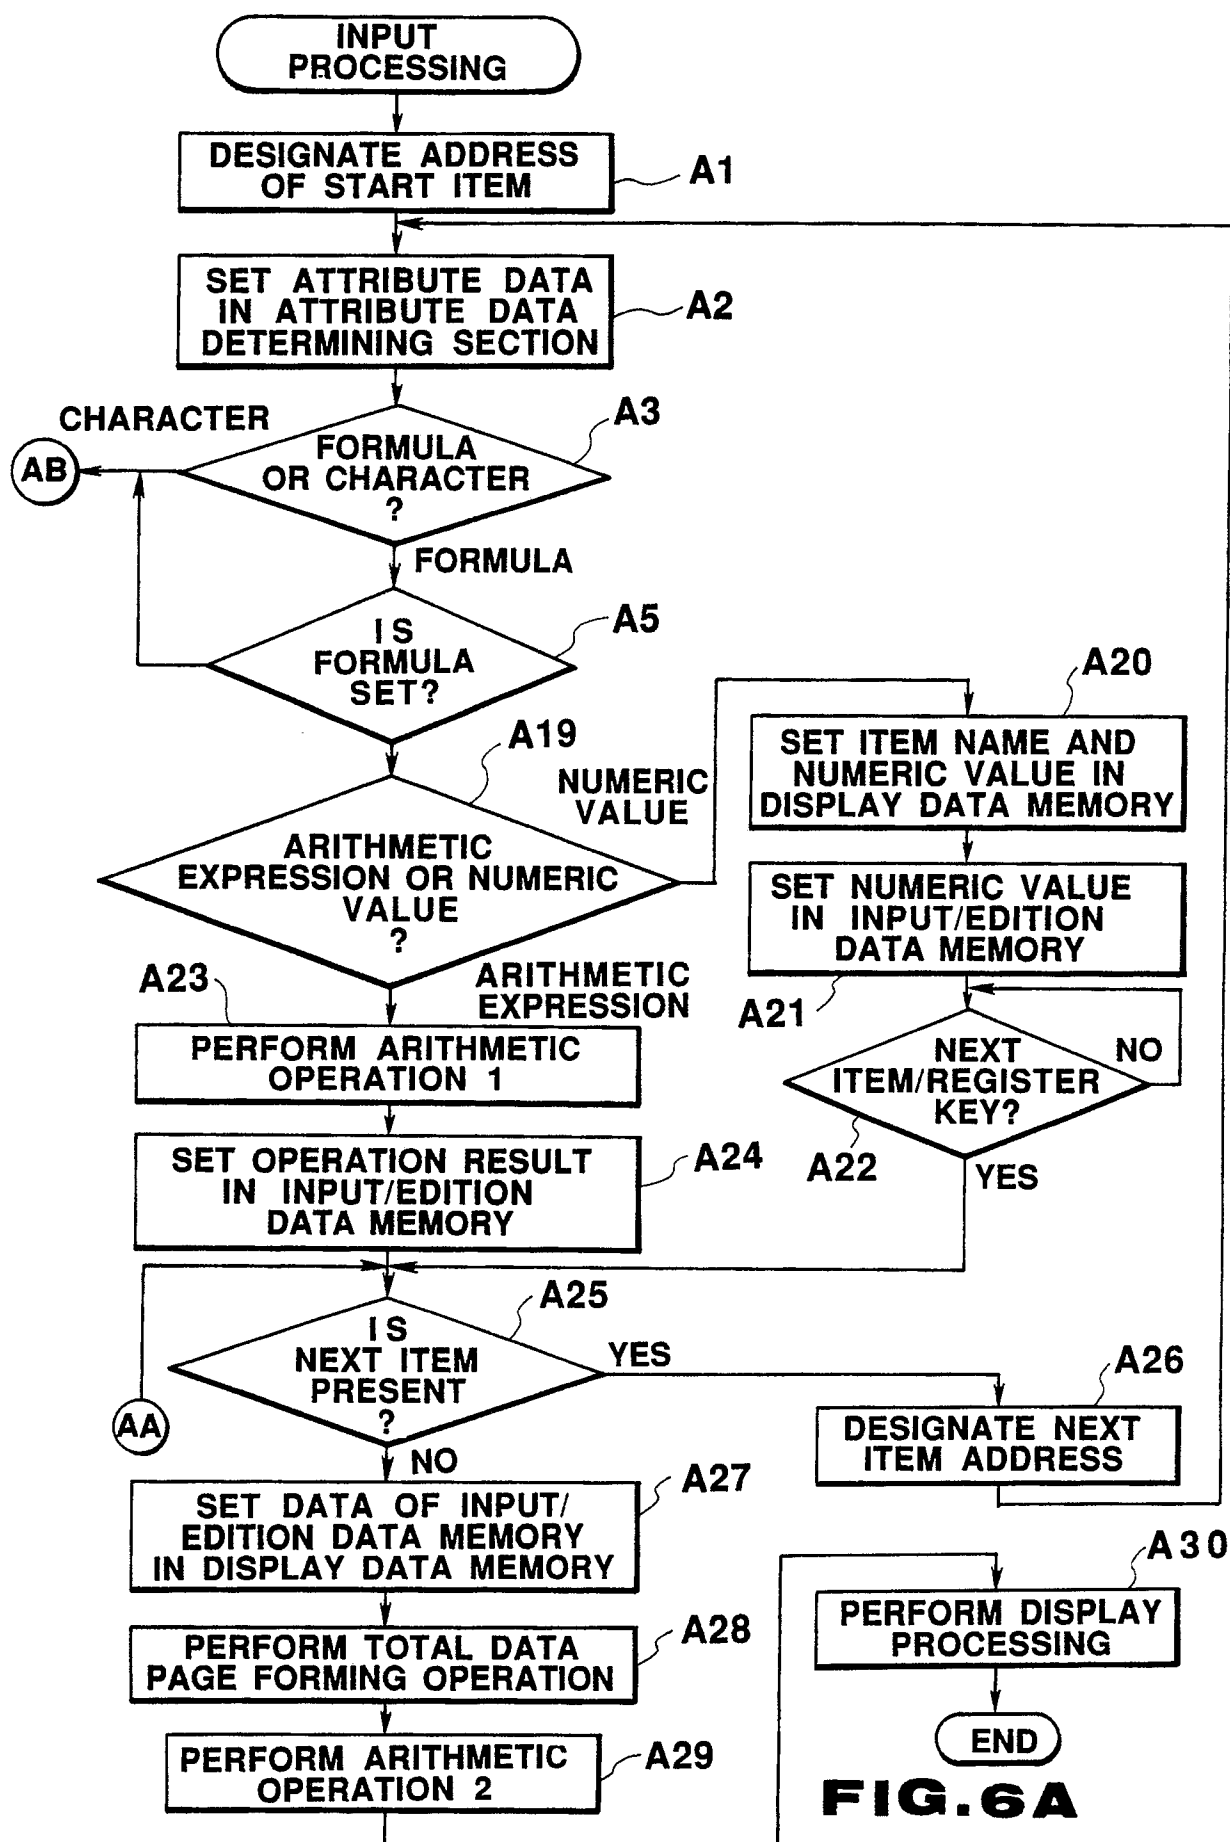 INPUT
PROCESSING
DESIGNATE ADDRESS
OF START ITEM
A1
SET ATTRIBUTE DATA
IN ATTRIBUTE DATA
DETERMINING SECTION
A2
CHARACTER
AB
FORMULA
OR CHARACTER
?
A3
FORMULA
IS
FORMULA
SET?
A5
A19
ARITHMETIC
EXPRESSION OR NUMERIC
VALUE
?
NUMERIC
VALUE
A20
SET ITEM NAME AND
NUMERIC VALUE IN
DISPLAY DATA MEMORY
SET NUMERIC VALUE
IN INPUT/EDITION
DATA MEMORY
A21
NEXT
ITEM/REGISTER
KEY?
NO
A22
YES
ARITHMETIC
EXPRESSION
A23
PERFORM ARITHMETIC
OPERATION 1
SET OPERATION RESULT
IN INPUT/EDITION
DATA MEMORY
A24
IS
NEXT ITEM
PRESENT
?
A25
YES
AA
NO
A26
DESIGNATE NEXT
ITEM ADDRESS
SET DATA OF INPUT/
EDITION DATA MEMORY
IN DISPLAY DATA MEMORY
A27
PERFORM TOTAL DATA
PAGE FORMING OPERATION
A28
PERFORM ARITHMETIC
OPERATION 2
A29
A30
PERFORM DISPLAY
PROCESSING
END
FIG.6A